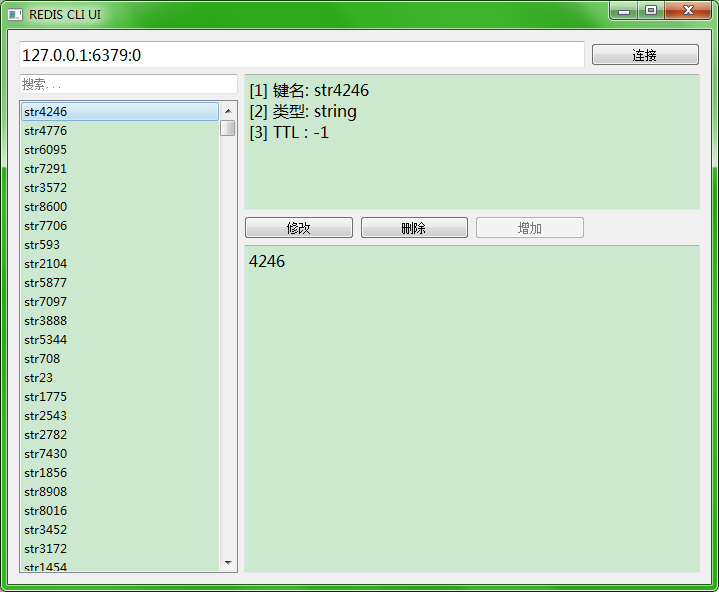 REDIS CLI UI
127.0.0.1:6379:0
连接
搜索...
str4246
str4776
str6095
str7291
str3572
str8600
str7706
str593
str2104
str5877
str7097
str3888
str5344
str708
str23
str1775
str2543
str2782
str7430
str1856
str8908
str8016
str3452
str3172
str1454
[1] 键名: str4246
[2] 类型: string
[3] TTL : -1
修改
删除
增加
4246